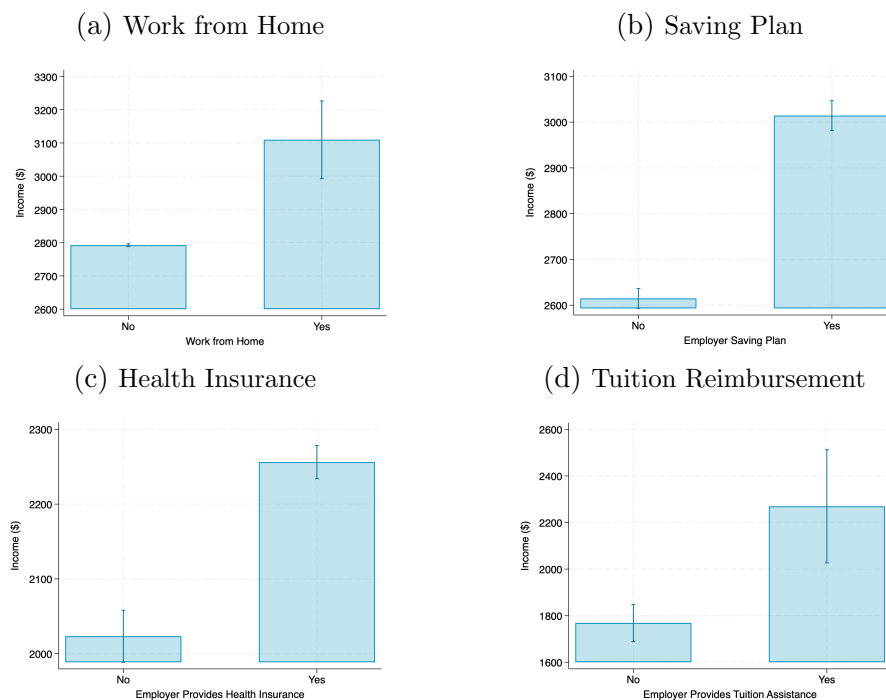 (a) Work from Home
3300
3200
3100
3000
2900
2800
2700
2600
Income ($)
No
Yes
Work from Home
(b) Saving Plan
3100
3000
2900
2800
2700
2600
Income ($)
No
Yes
Employer Saving Plan
(c) Health Insurance
2300
2200
2100
2000
Income ($)
No
Yes
Employer Provides Health Insurance
(d) Tuition Reimbursement
2600
2400
2200
2000
1800
1600
Income ($)
No
Yes
Employer Provides Tuition Assistance